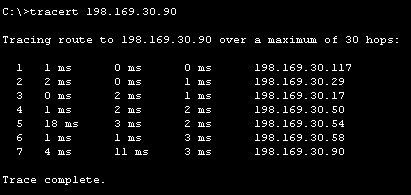 C:\>tracert 198.169.30.90
Tracing route to 198.169.30.90 over a maximum of 30 hops:
1 1 ms 0 ms 0 ms 198.169.30.117
2 2 ms 0 ms 1 ms 198.169.30.29
3 0 ms 2 ms 1 ms 198.169.30.17
4 1 ms 2 ms 2 ms 198.169.30.50
5 18 ms 3 ms 2 ms 198.169.30.54
6 1 ms 1 ms 3 ms 198.169.30.58
7 4 ms 11 ms 3 ms 198.169.30.90
Trace complete.